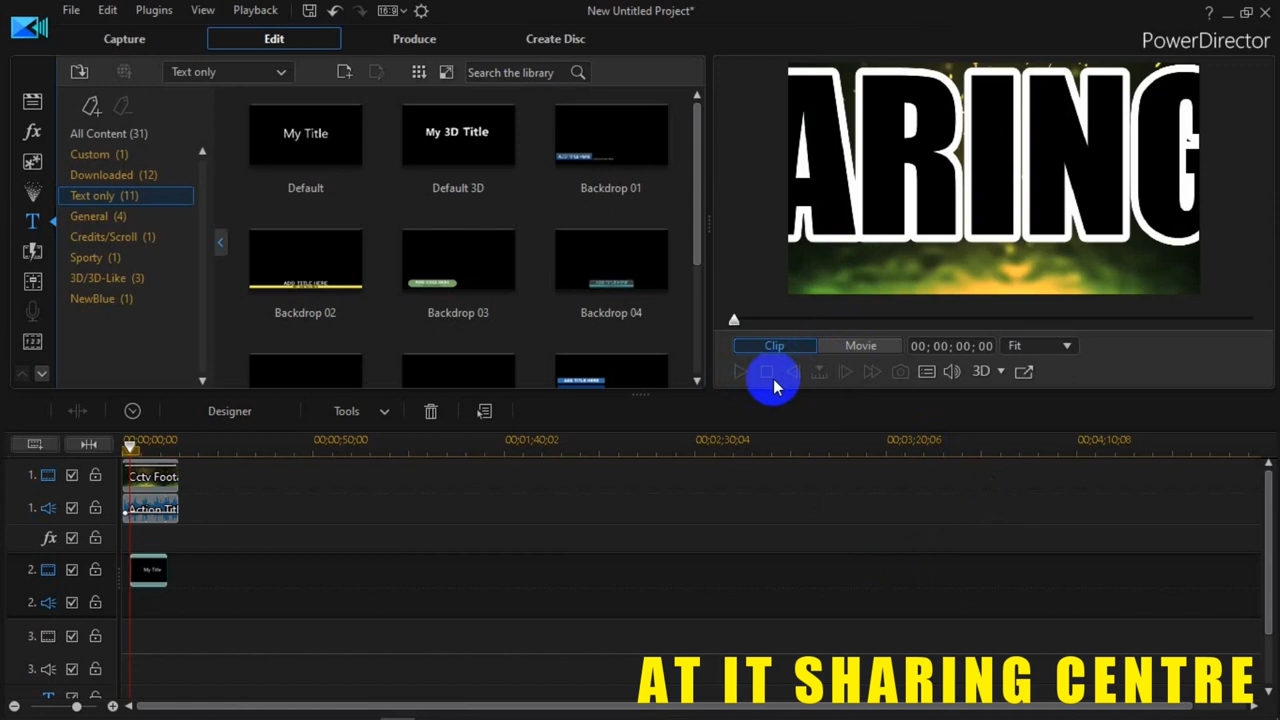 File Edit Plugins View Playback 16:9 New Untitled Project* ?
Capture Edit Produce Create Disc PowerDirector
Text only Search the library
All Content (31)
Custom (1)
Downloaded (12)
Text only (11)
General (4)
Credits/Scroll (1)
Sporty (1)
3D/3D-Like (3)
NewBlue (1)
My Title My 3D Title ADD TITLE HERE
Default Default 3D Backdrop 01
ADD TITLE HERE ADD TITLE HERE ADD TITLE HERE
Backdrop 02 Backdrop 03 Backdrop 04
ADD TITLE HERE
ARING
Clip Movie 00; 00; 00; 00 Fit
3D
Designer Tools
00;00;00;00 00;00;50;00 00;01;40;02 00;02;30;04 00;03;20;06 00;04;10;08
1. Cctv Foota
1. Action Titl
fx
2. My Title
2.
3.
3.
T
AT IT SHARING CENTRE